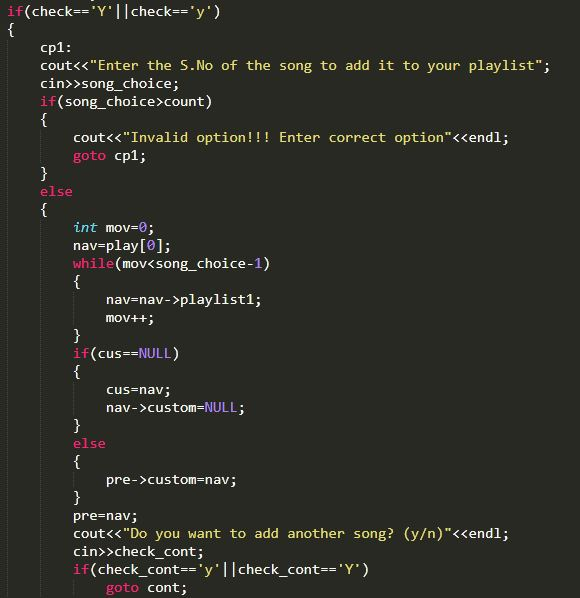 if(check=='Y'||check=='y')
{
cp1:
cout<<"Enter the S.No of the song to add it to your playlist";
cin>>song_choice;
if(song_choice>count)
{
cout<<"Invalid option!!! Enter correct option"<<endl;
goto cp1;
}
else
{
int mov=0;
nav=play[0];
while(mov<song_choice-1)
{
nav=nav->playlist1;
mov++;
}
if(cus==NULL)
{
cus=nav;
nav->custom=NULL;
}
else
{
pre->custom=nav;
}
pre=nav;
cout<<"Do you want to add another song? (y/n)"<<endl;
cin>>check_cont;
if(check_cont=='y'||check_cont=='Y')
goto cont;